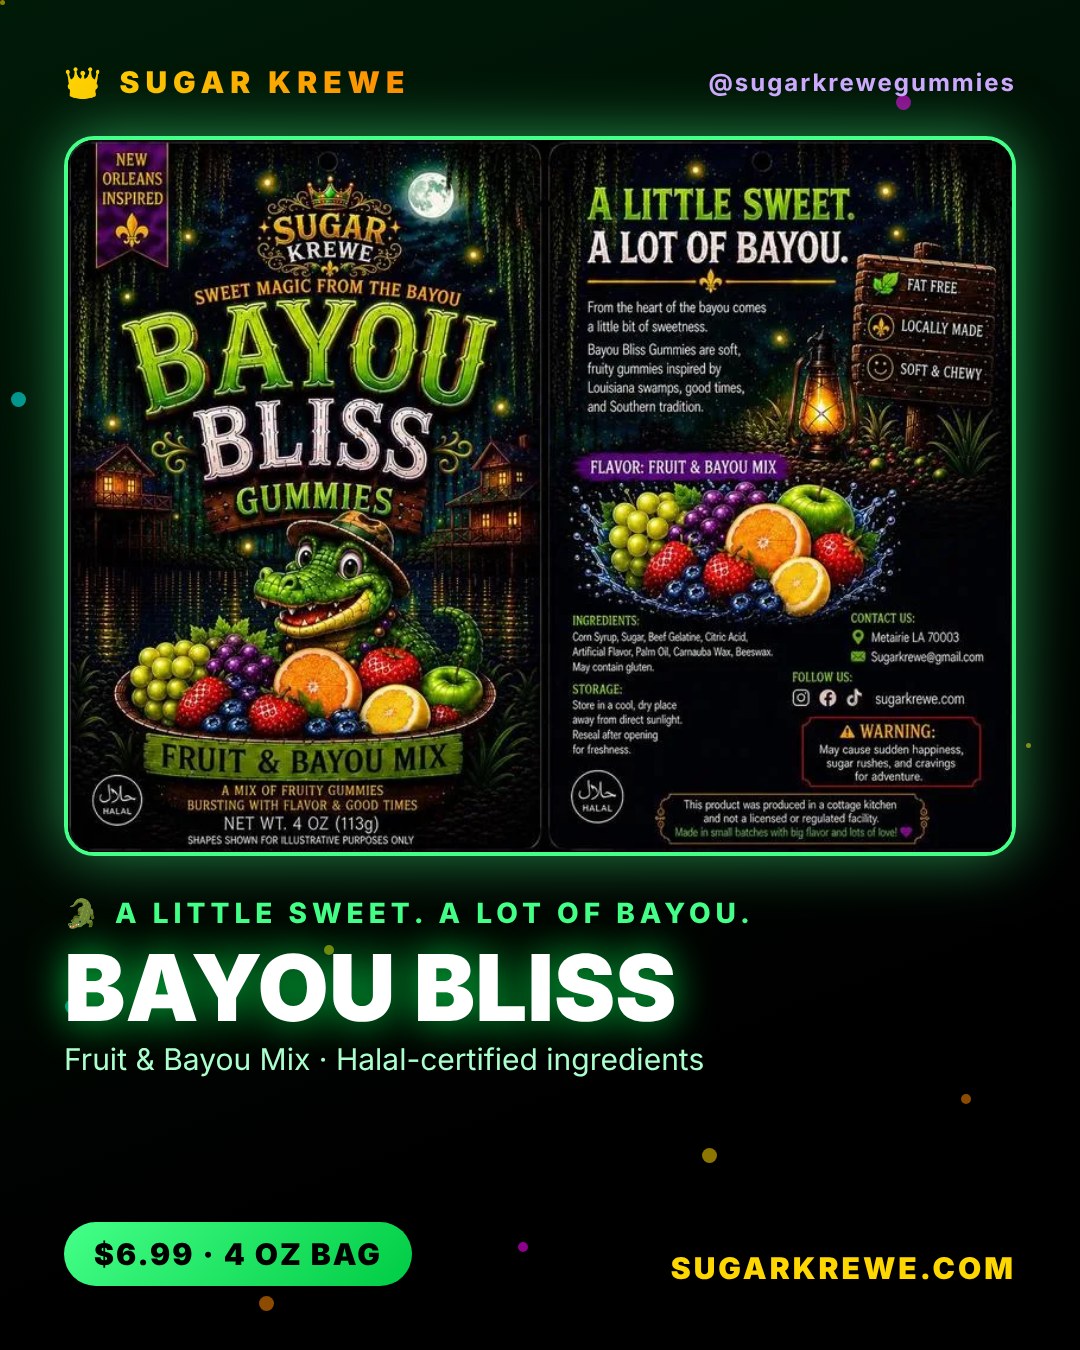 SUGAR KREWE
@sugarkrewegummies
NEW
ORLEANS
INSPIRED
SUGAR
KREWE
SWEET MAGIC FROM THE BAYOU
BAYOU
BLISS
GUMMIES
FRUIT & BAYOU MIX
A MIX OF FRUITY GUMMIES
BURSTING WITH FLAVOR & GOOD TIMES
NET WT. 4 OZ (113g)
SHAPES SHOWN FOR ILLUSTRATIVE PURPOSES ONLY
حلال
HALAL
A LITTLE SWEET.
A LOT OF BAYOU.
From the heart of the bayou comes
a little bit of sweetness.
Bayou Bliss Gummies are soft,
fruity gummies inspired by
Louisiana swamps, good times,
and Southern tradition.
FAT FREE
LOCALLY MADE
SOFT & CHEWY
FLAVOR: FRUIT & BAYOU MIX
INGREDIENTS:
Corn Syrup, Sugar, Beef Gelatine, Citric Acid,
Artificial Flavor, Palm Oil, Carnauba Wax, Beeswax.
May contain gluten.
STORAGE:
Store in a cool, dry place
away from direct sunlight.
Reseal after opening
for freshness.
حلال
HALAL
CONTACT US:
Metairie LA 70003
Sugarkrewe@gmail.com
FOLLOW US:
sugarkrewe.com
WARNING:
May cause sudden happiness,
sugar rushes, and cravings
for adventure.
This product was produced in a cottage kitchen
and not a licensed or regulated facility.
Made in small batches with big flavor and lots of love!
A LITTLE SWEET. A LOT OF BAYOU.
BAYOU BLISS
Fruit & Bayou Mix · Halal-certified ingredients
$6.99 · 4 OZ BAG
SUGARKREWE.COM